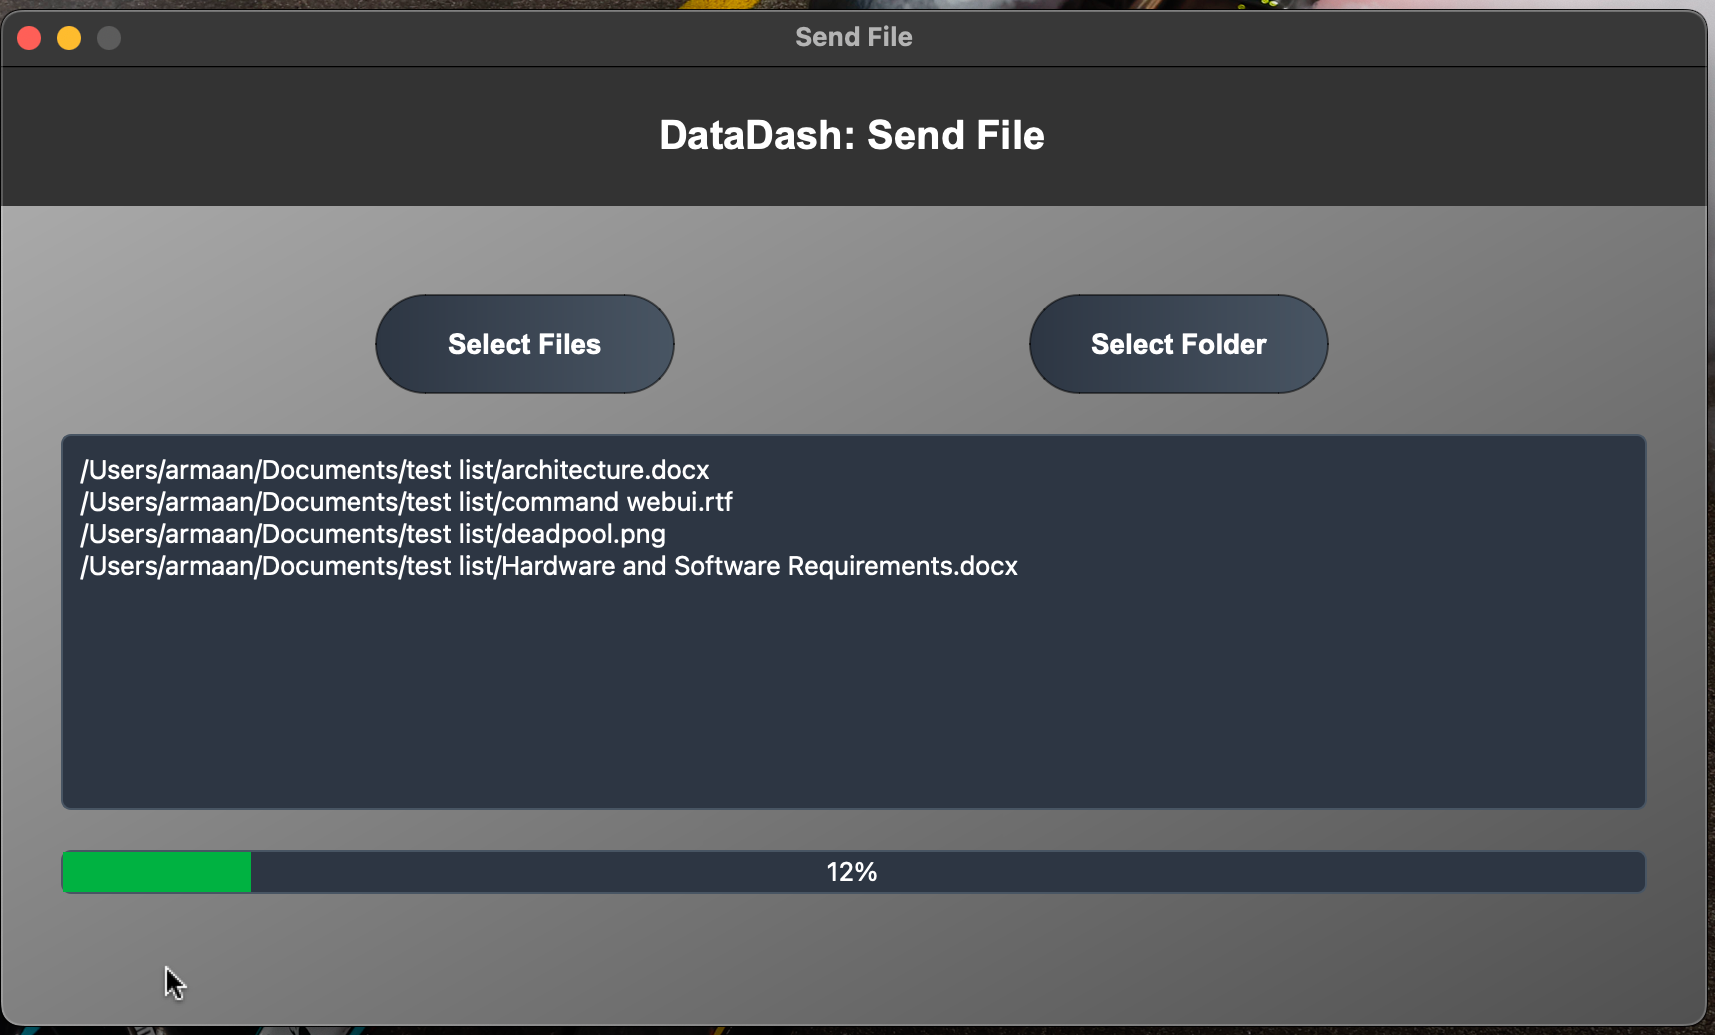 Send File
DataDash: Send File
Select Files
Select Folder
/Users/armaan/Documents/test list/architecture.docx
/Users/armaan/Documents/test list/command webui.rtf
/Users/armaan/Documents/test list/deadpool.png
/Users/armaan/Documents/test list/Hardware and Software Requirements.docx
12%